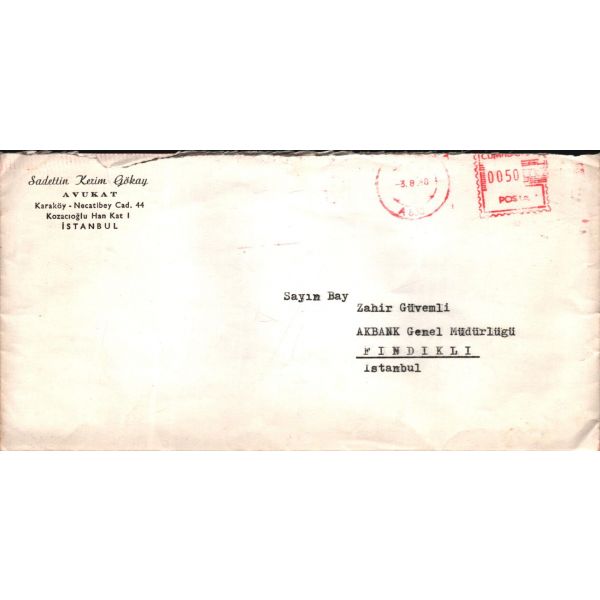 Sadettin Kerim Gökay
AVUKAT
Karaköy - Necatibey Cad. 44
Kozacıoğlu Han Kat 1
İSTANBUL
0050
POSTA
Sayın Bay
Zahir Güvemli
AKBANK Genel Müdürlüğü
FINDIKLI
İstanbul